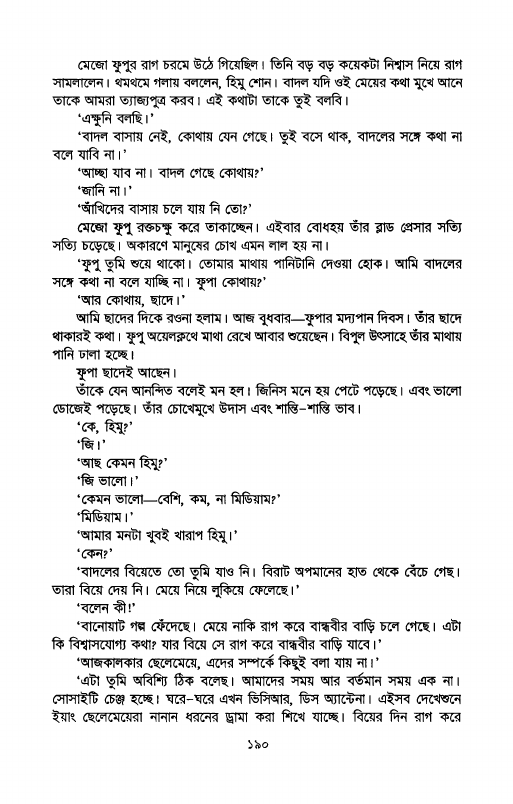 মেজো ফুপুর রাগ চরমে উঠে গিয়েছিল। তিনি বড় বড় কয়েকটা নিশ্বাস নিয়ে রাগ
সামলালেন। থমথমে গলায় বললেন, হিমু শোন। বাদল যদি ওই মেয়ের কথা মুখে আনে
তাকে আমরা ত্যাজ্যপুত্র করব। এই কথাটা তাকে তুই বলবি।
‘এক্ষুনি বলছি।’
‘বাদল বাসায় নেই, কোথায় যেন গেছে। তুই বসে থাক, বাদলের সঙ্গে কথা না
বলে যাবি না।’
‘আচ্ছা যাব না। বাদল গেছে কোথায়?’
‘জানি না।’
‘আঁখিদের বাসায় চলে যায় নি তো?’
মেজো ফুপু রক্তচক্ষু করে তাকাচ্ছেন। এইবার বোধহয় তাঁর ব্লাড প্রেসার সত্যি
সত্যি চড়েছে। অকারণে মানুষের চোখ এমন লাল হয় না।
‘ফুপু তুমি শুয়ে থাকো। তোমার মাথায় পানিটানি দেওয়া হোক। আমি বাদলের
সঙ্গে কথা না বলে যাচ্ছি না। ফুপা কোথায়?’
‘আর কোথায়, ছাদে।’
আমি ছাদের দিকে রওনা হলাম। আজ বুধবার—ফুপার মদ্যপান দিবস। তাঁর ছাদে
থাকারই কথা। ফুপু অয়েলক্লথে মাথা রেখে আবার শুয়েছেন। বিপুল উৎসাহে তাঁর মাথায়
পানি ঢালা হচ্ছে।
ফুপা ছাদেই আছেন।
তাঁকে যেন আনন্দিত বলেই মন হল। জিনিস মনে হয় পেটে পড়েছে। এবং ভালো
ডোজেই পড়েছে। তাঁর চোখেমুখে উদাস এবং শান্তি-শান্তি ভাব।
‘কে, হিমু?’
‘জি।’
‘আছ কেমন হিমু?’
‘জি ভালো।’
‘কেমন ভালো—বেশি, কম, না মিডিয়াম?’
‘মিডিয়াম।’
‘আমার মনটা খুবই খারাপ হিমু।’
‘কেন?’
‘বাদলের বিয়েতে তো তুমি যাও নি। বিরাট অপমানের হাত থেকে বেঁচে গেছ।
তারা বিয়ে দেয় নি। মেয়ে নিয়ে লুকিয়ে ফেলেছে।’
‘বলেন কী!’
‘বানোয়াট গল্প ফেঁদেছে। মেয়ে নাকি রাগ করে বান্ধবীর বাড়ি চলে গেছে। এটা
কি বিশ্বাসযোগ্য কথা? যার বিয়ে সে রাগ করে বান্ধবীর বাড়ি যাবে।’
‘আজকালকার ছেলেমেয়ে, এদের সম্পর্কে কিছুই বলা যায় না।’
‘এটা তুমি অবিশ্যি ঠিক বলেছ। আমাদের সময় আর বর্তমান সময় এক না।
সোসাইটি চেঞ্জ হচ্ছে। ঘরে-ঘরে এখন ভিসিআর, ডিস অ্যান্টেনা। এইসব দেখেশুনে
ইয়াং ছেলেমেয়েরা নানান ধরনের ড্রামা করা শিখে যাচ্ছে। বিয়ের দিন রাগ করে
১৯০